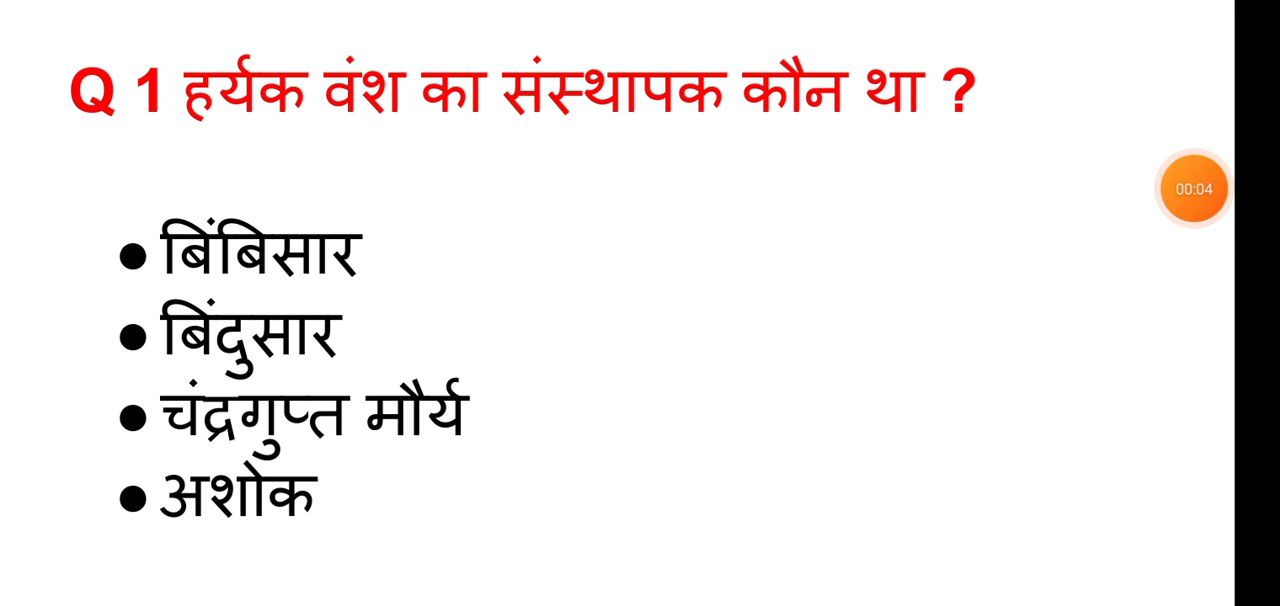 Q 1 हर्यक वंश का संस्थापक कौन था ?
00:04
● बिंबिसार
● बिंदुसार
● चंद्रगुप्त मौर्य
● अशोक